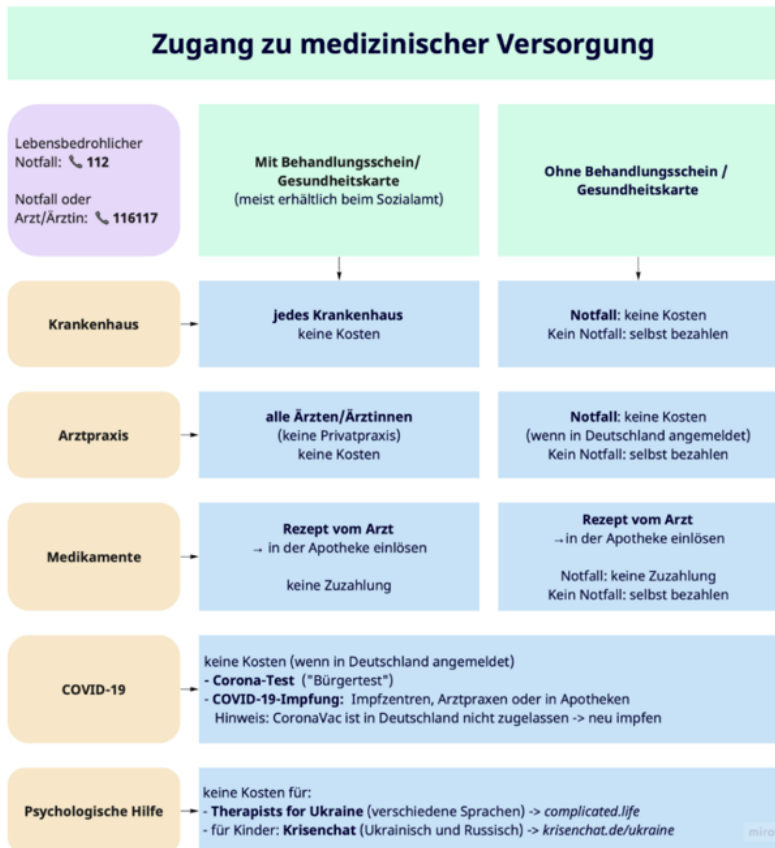 Zugang zu medizinischer Versorgung
Lebensbedrohlicher
Notfall: 📞 112
Notfall oder
Arzt/Ärztin: 📞 116117
Mit Behandlungsschein/
Gesundheitskarte
(meist erhältlich beim Sozialamt)
Ohne Behandlungsschein /
Gesundheitskarte
Krankenhaus
jedes Krankenhaus
keine Kosten
Notfall: keine Kosten
Kein Notfall: selbst bezahlen
Arztpraxis
alle Ärzten/Ärztinnen
(keine Privatpraxis)
keine Kosten
Notfall: keine Kosten
(wenn in Deutschland angemeldet)
Kein Notfall: selbst bezahlen
Medikamente
Rezept vom Arzt
→ in der Apotheke einlösen
keine Zuzahlung
Rezept vom Arzt
→in der Apotheke einlösen
Notfall: keine Zuzahlung
Kein Notfall: selbst bezahlen
COVID-19
keine Kosten (wenn in Deutschland angemeldet)
- Corona-Test ("Bürgertest")
- COVID-19-Impfung: Impfzentren, Arztpraxen oder in Apotheken
Hinweis: CoronaVac ist in Deutschland nicht zugelassen -> neu impfen
Psychologische Hilfe
keine Kosten für:
- Therapists for Ukraine (verschiedene Sprachen) -> complicated.life
- für Kinder: Krisenchat (Ukrainisch und Russisch) -> krisenchat.de/ukraine
miro